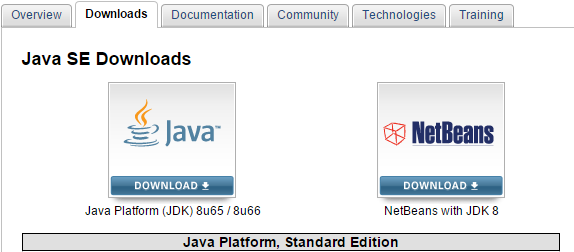 Overview Downloads Documentation Community Technologies Training
Java SE Downloads
Java™ NetBeans
DOWNLOAD DOWNLOAD
Java Platform (JDK) 8u65 / 8u66 NetBeans with JDK 8
Java Platform, Standard Edition